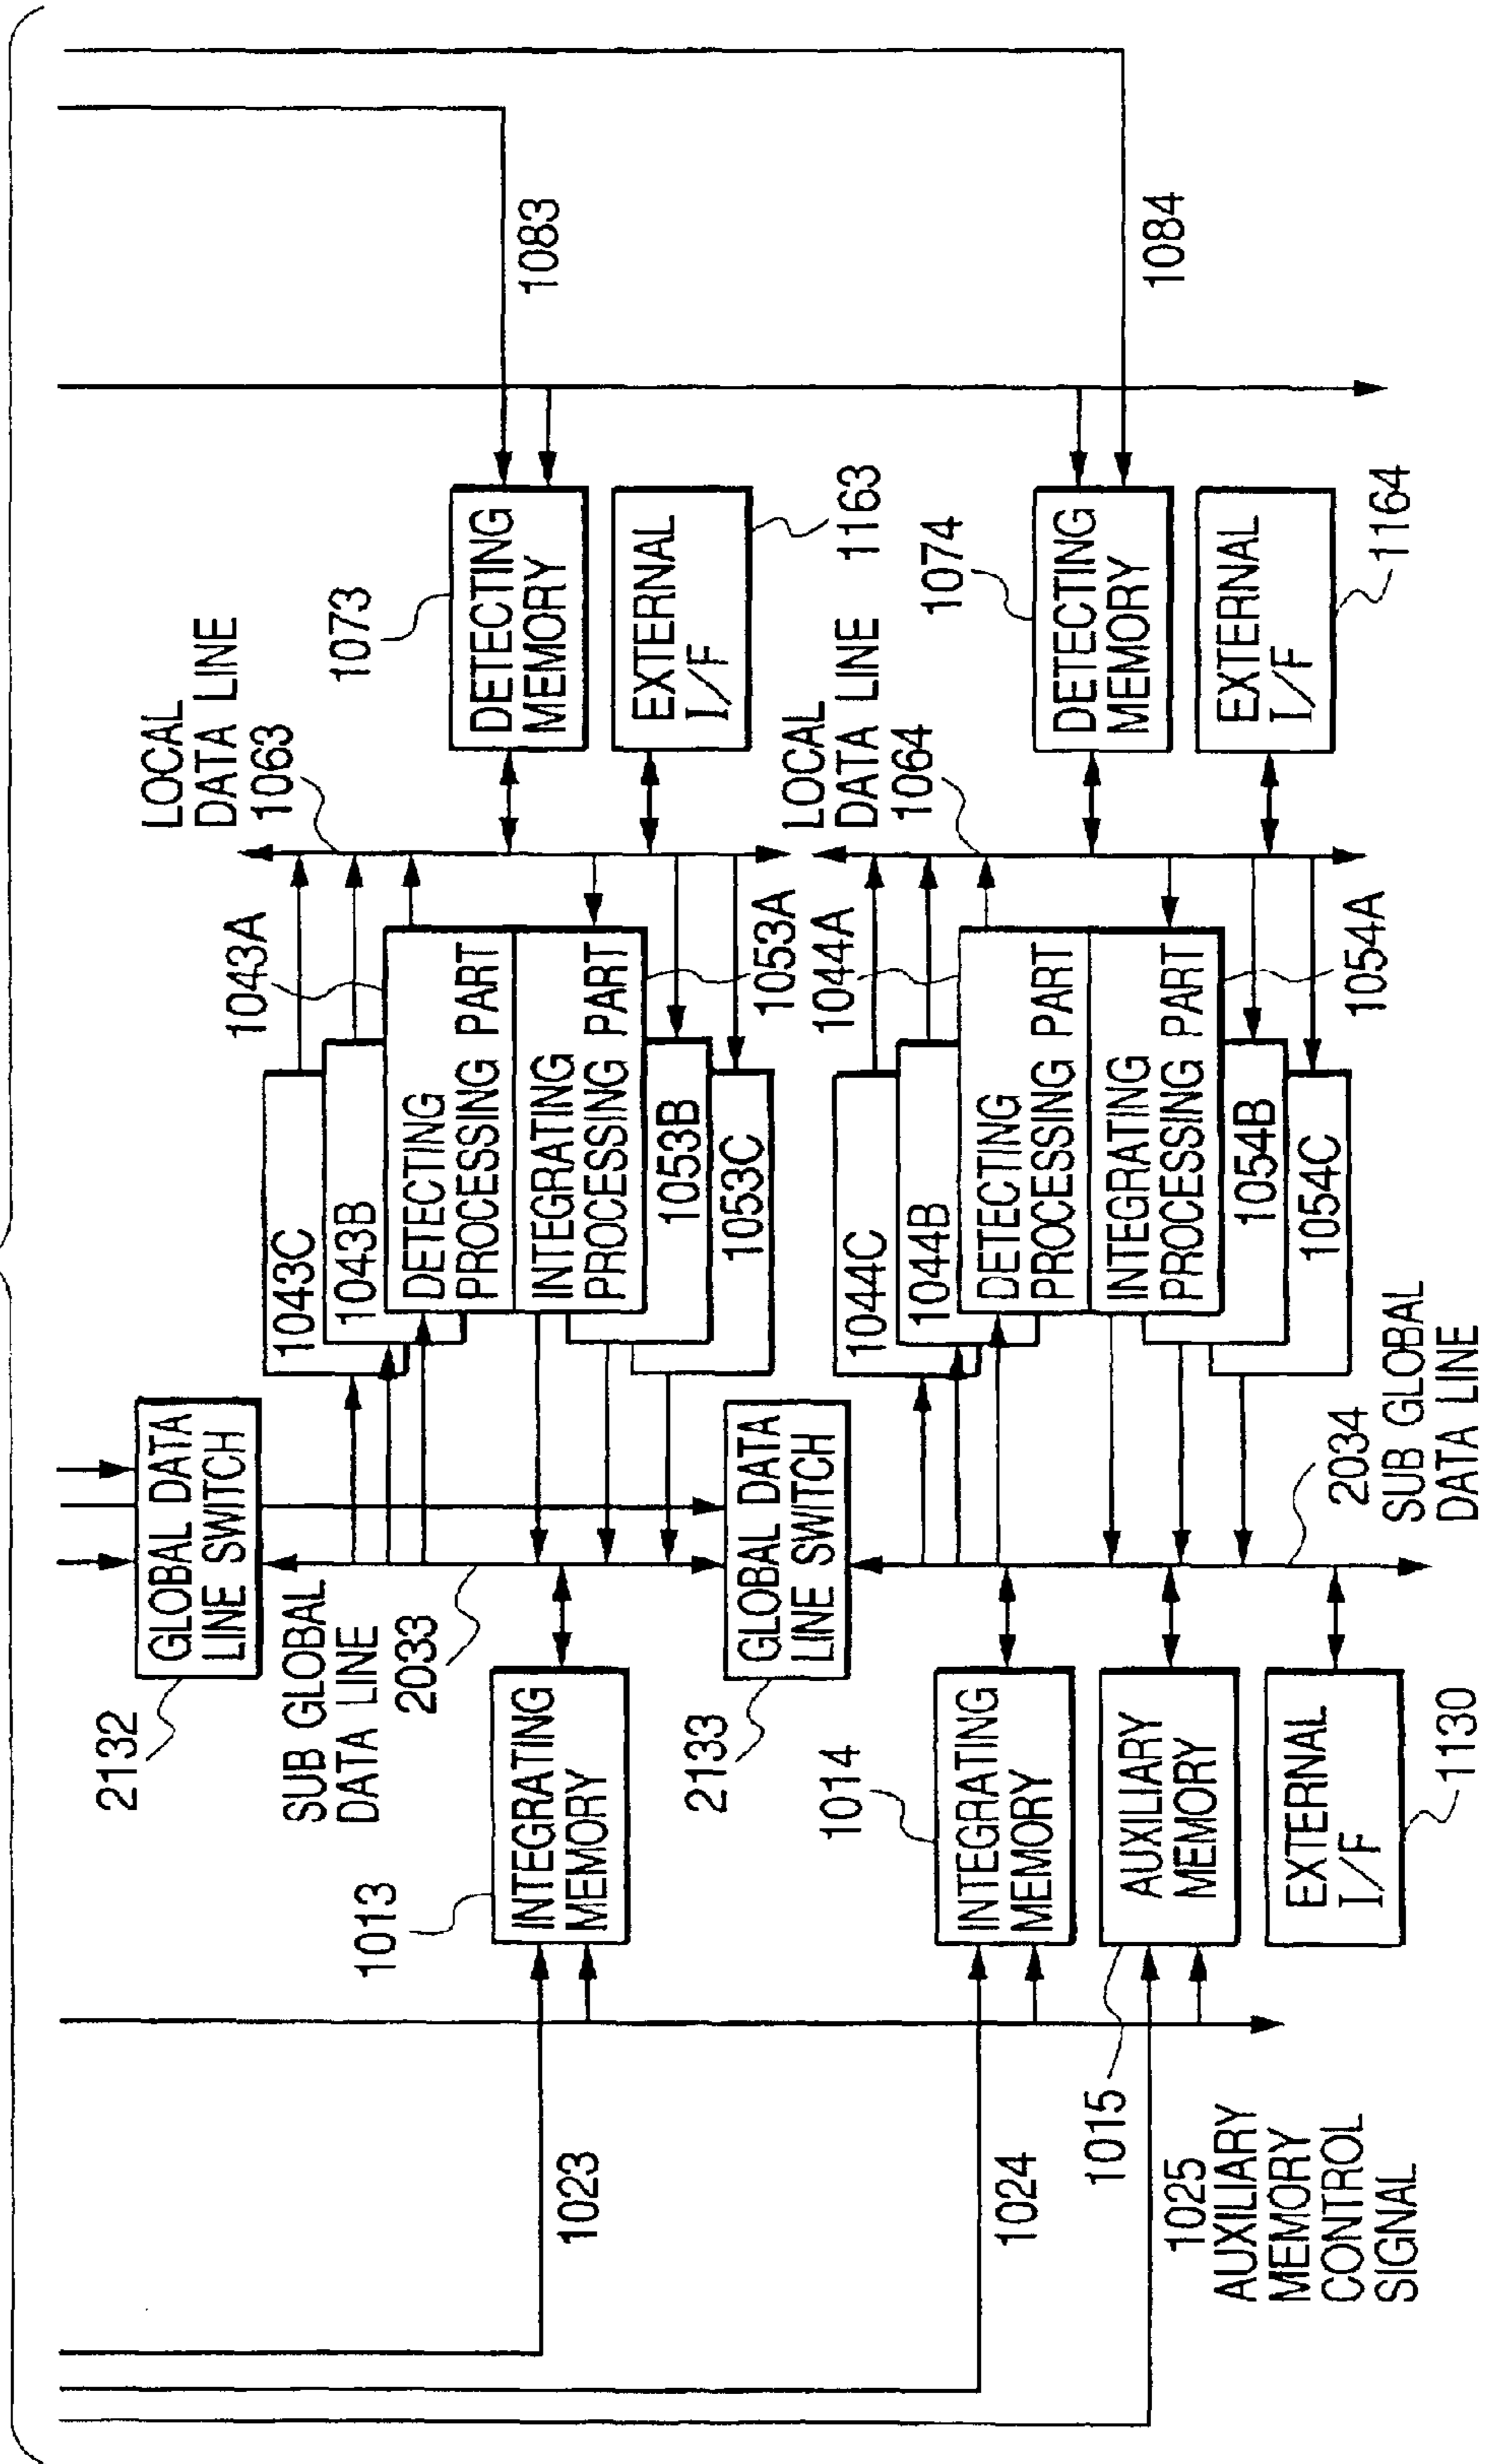 1083
1084
LOCAL
DATA LINE
1063
1073
DETECTING
MEMORY
EXTERNAL
I/F
1163
LOCAL
DATA LINE
1064
1074
DETECTING
MEMORY
EXTERNAL
I/F
1164
1043A
1043C
1043B
DETECTING
PROCESSING PART
INTEGRATING
PROCESSING PART
1053B
1053C
1053A
1044A
1044C
1044B
DETECTING
PROCESSING PART
INTEGRATING
PROCESSING PART
1054B
1054C
1054A
2132
GLOBAL DATA
LINE SWITCH
SUB GLOBAL
DATA LINE
2033
2133
GLOBAL DATA
LINE SWITCH
2034
SUB GLOBAL
DATA LINE
1013
INTEGRATING
MEMORY
1014
INTEGRATING
MEMORY
AUXILIARY
MEMORY
EXTERNAL
I/F
1130
1023
1024
1015
1025
AUXILIARY
MEMORY
CONTROL
SIGNAL